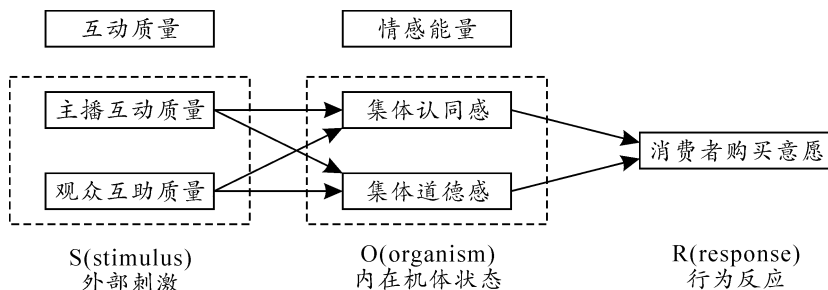 互动质量
情感能量
主播互动质量
集体认同感
消费者购买意愿
观众互助质量
集体道德感
S(stimulus)
外部刺激
O(organism)
内在机体状态
R(response)
行为反应